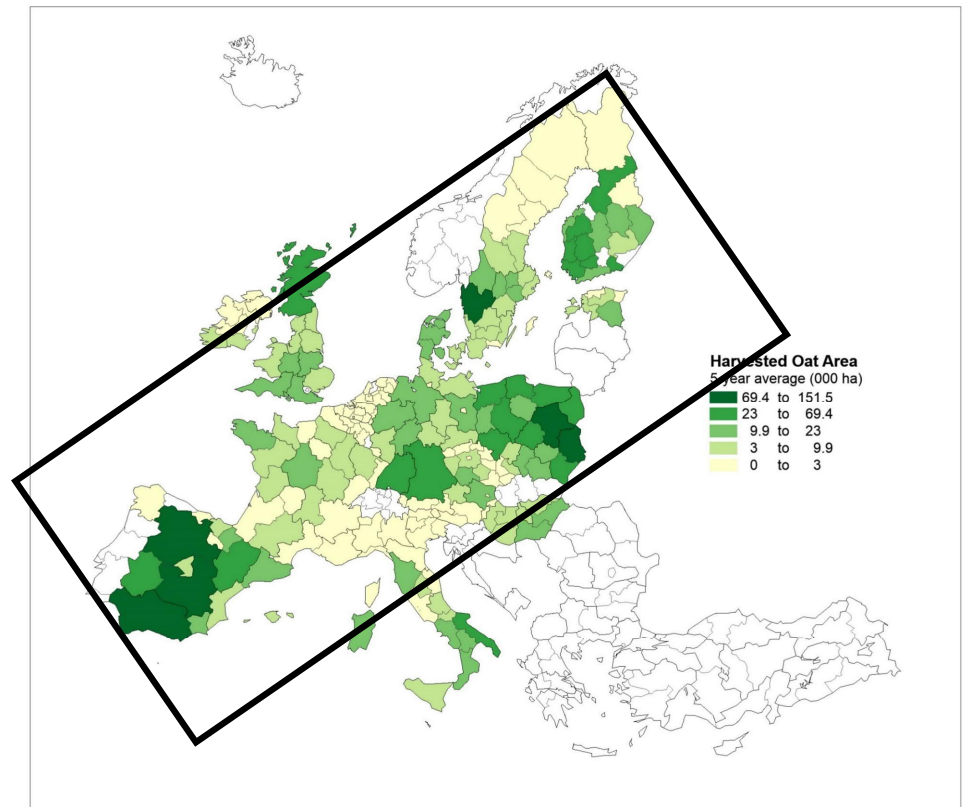 Harvested Oat Area
5-year average (000 ha)
69.4 to 151.5
23 to 69.4
9.9 to 23
3 to 9.9
0 to 3